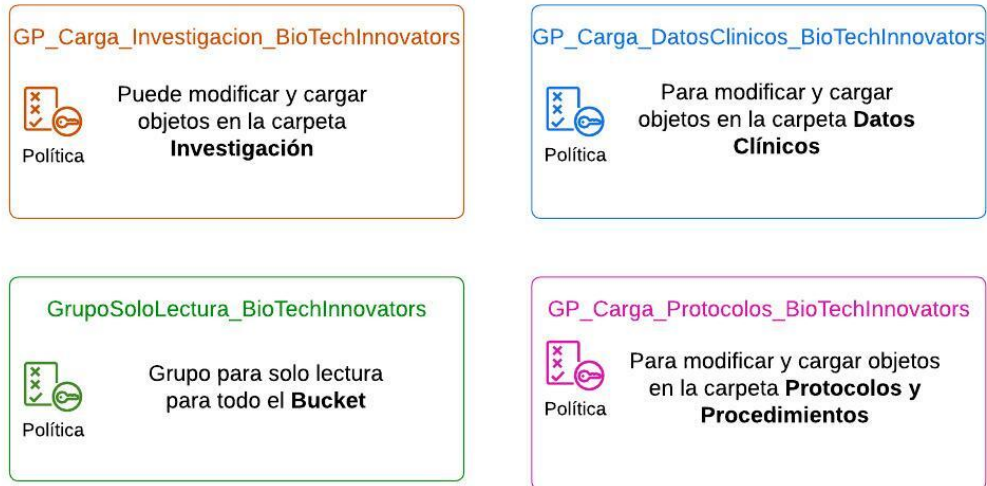 GP_Carga_Investigacion_BioTechInnovators
Puede modificar y cargar
objetos en la carpeta
Investigación
Política
GP_Carga_DatosClinicos_BioTechInnovators
Para modificar y cargar
objetos en la carpeta Datos
Clínicos
Política
GrupoSoloLectura_BioTechInnovators
Grupo para solo lectura
para todo el Bucket
Política
GP_Carga_Protocolos_BioTechInnovators
Para modificar y cargar objetos
en la carpeta Protocolos y
Procedimientos
Política